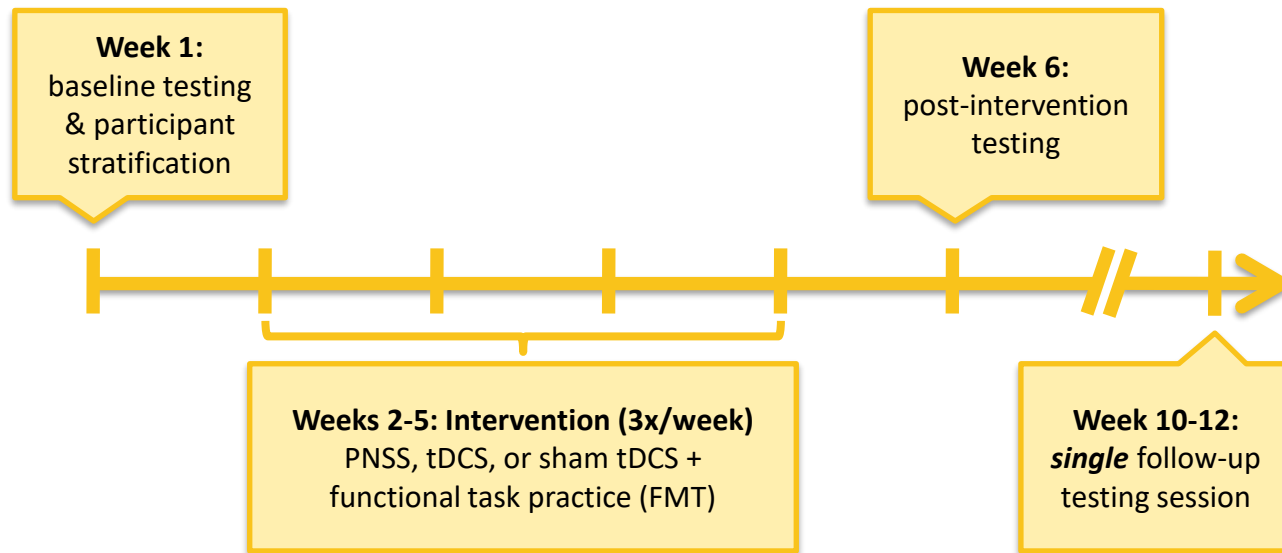 Week 1:
baseline testing
& participant
stratification
Week 6:
post-intervention
testing
Weeks 2-5: Intervention (3x/week)
PNSS, tDCS, or sham tDCS +
functional task practice (FMT)
Week 10-12:
single follow-up
testing session